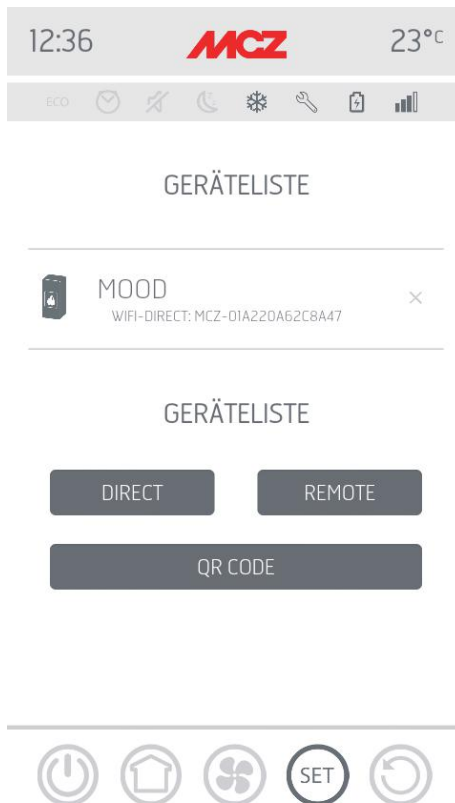 12:36 MCZ 23°C
ECO
GERÄTELISTE
MOOD
WIFI-DIRECT: MCZ-01A220A62C8A47
GERÄTELISTE
DIRECT REMOTE
QR CODE
SET